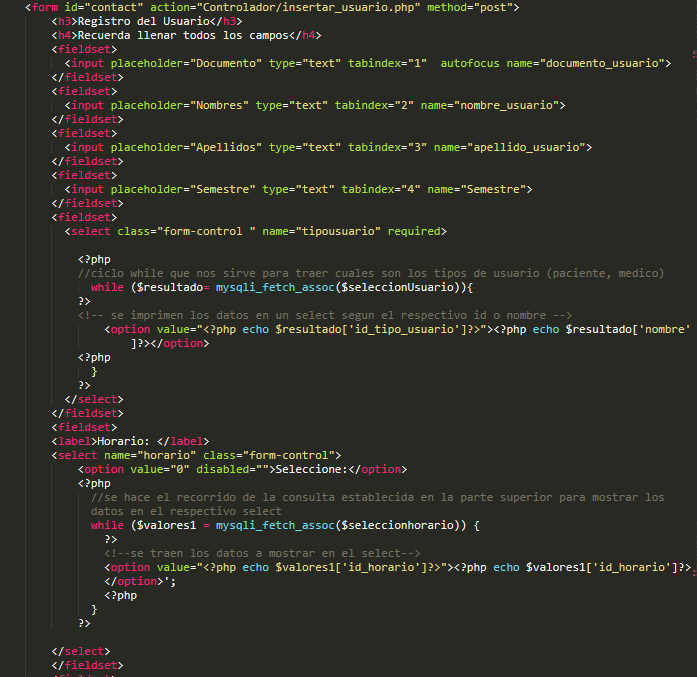 <form id="contact" action="Controlador/insertar_usuario.php" method="post">
<h3>Registro del Usuario</h3>
<h4>Recuerda llenar todos los campos</h4>
<fieldset>
<input placeholder="Documento" type="text" tabindex="1"  autofocus name="documento_usuario">
</fieldset>
<fieldset>
<input placeholder="Nombres" type="text" tabindex="2" name="nombre_usuario">
</fieldset>
<fieldset>
<input placeholder="Apellidos" type="text" tabindex="3" name="apellido_usuario">
</fieldset>
<fieldset>
<input placeholder="Semestre" type="text" tabindex="4" name="Semestre">
</fieldset>
<fieldset>
<select class="form-control " name="tipousuario" required>
<?php
//ciclo while que nos sirve para traer cuales son los tipos de usuario (paciente, medico)
while ($resultado= mysqli_fetch_assoc($seleccionUsuario)){
?>
<!-- se imprimen los datos en un select segun el respectivo id o nombre -->
<option value="<?php echo $resultado['id_tipo_usuario']?>"><?php echo $resultado['nombre'
]?></option>
<?php
}
?>
</select>
</fieldset>
<fieldset>
<label>Horario: </label>
<select name="horario" class="form-control">
<option value="0" disabled="">Seleccione:</option>
<?php
//se hace el recorrido de la consulta establecida en la parte superior para mostrar los
datos en el respectivo select
while ($valores1 = mysqli_fetch_assoc($seleccionhorario)) {
?>
<!--se traen los datos a mostrar en el select-->
<option value="<?php echo $valores1['id_horario']?>"><?php echo $valores1['id_horario']?>
</option>';
<?php
}
?>
</select>
</fieldset>